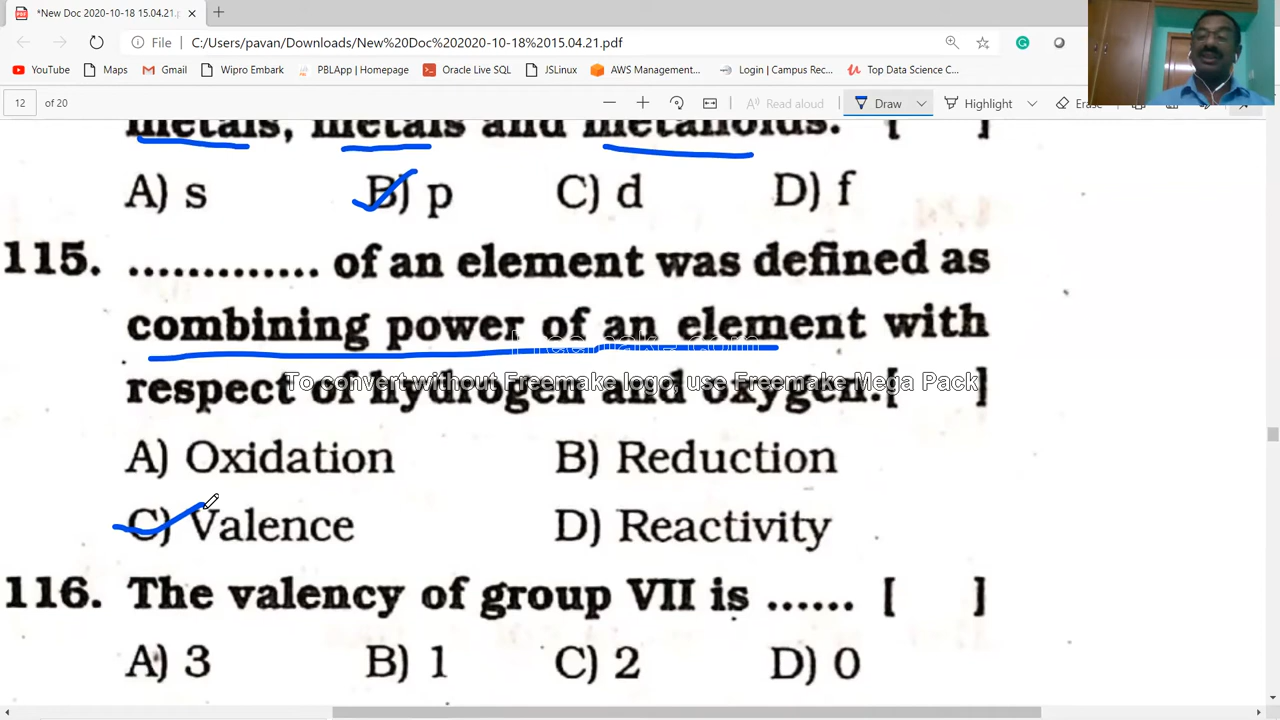 *New Doc 2020-10-18 15.04.21.p
File C:/Users/pavan/Downloads/New%20Doc%202020-10-18%2015.04.21.pdf
YouTube Maps Gmail Wipro Embark PBLApp | Homepage Oracle Live SQL JSLinux AWS Management... Login | Campus Rec... Top Data Science C...
12 of 20 Read aloud Draw Highlight Erase
metals, metals and metalloids. [ ]
A) s B) p C) d D) f
115. ............. of an element was defined as
combining power of an element with
respect of hydrogen and oxygen.[ ]
To convert without Freemake logo, use Freemake Mega Pack
A) Oxidation B) Reduction
C) Valence D) Reactivity
116. The valency of group VII is ...... [ ]
A) 3 B) 1 C) 2 D) 0